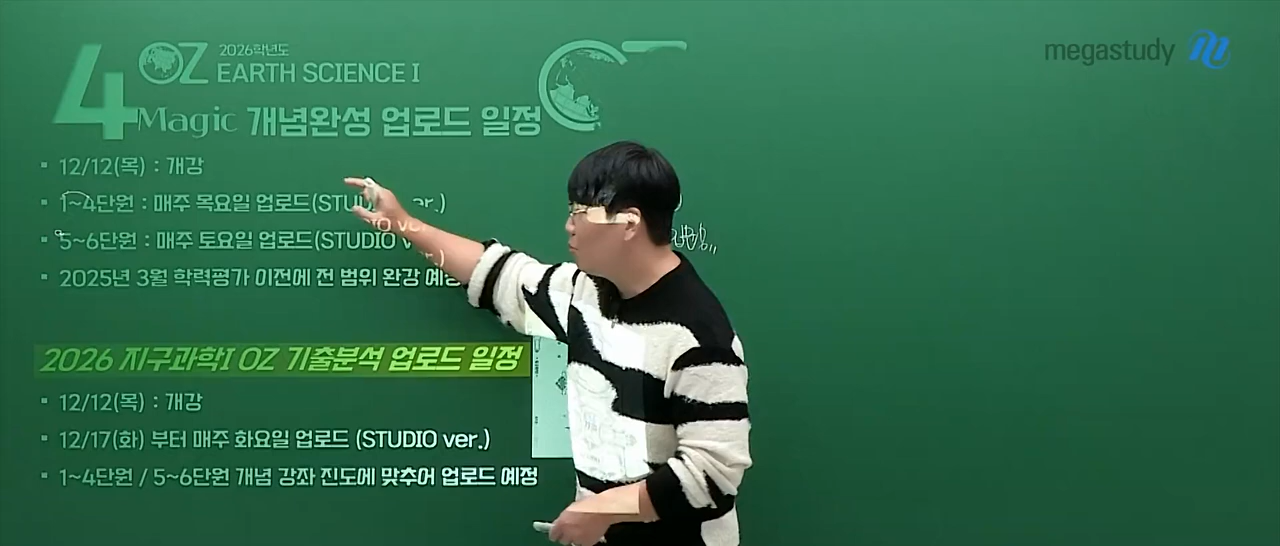 megastudy
4
OZ 2026학년도
EARTH SCIENCE I
Magic 개념완성 업로드 일정
12/12(목) : 개강
1~4단원 : 매주 목요일 업로드(STUDIO ver.)
5~6단원 : 매주 토요일 업로드(STUDIO v
2025년 3월 학력평가 이전에 전 범위 완강 예정
2026 지구과학I OZ 기출분석 업로드 일정
12/12(목) : 개강
12/17(화) 부터 매주 화요일 업로드 (STUDIO ver.)
1~4단원 / 5~6단원 개념 강좌 진도에 맞추어 업로드 예정